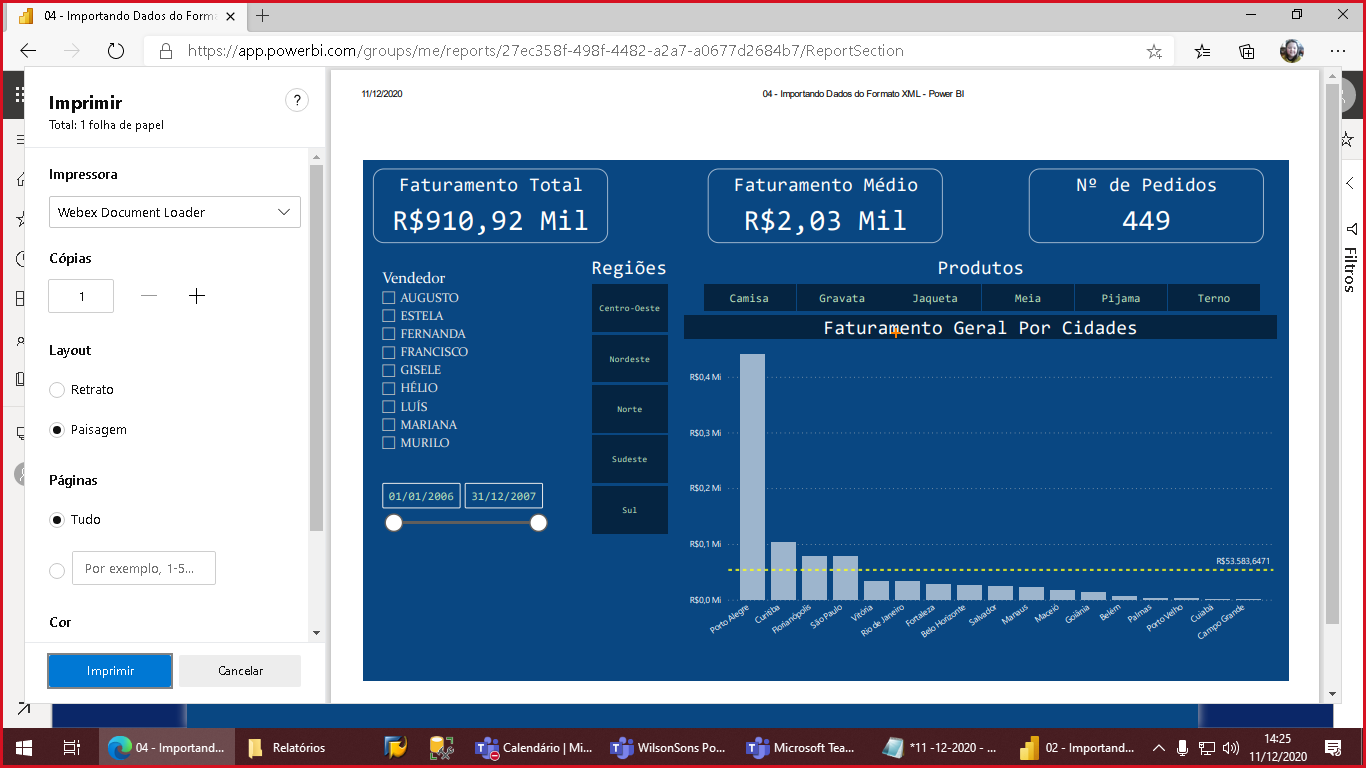 04 - Importando Dados do Forma
https://app.powerbi.com/groups/me/reports/27ec358f-498f-4482-a2a7-a0677d2684b7/ReportSection
Imprimir
?
Total: 1 folha de papel
Impressora
Webex Document Loader
Cópias
1
Layout
Retrato
Paisagem
Páginas
Tudo
Por exemplo, 1-5...
Cor
Imprimir
Cancelar
11/12/2020
04 - Importando Dados do Formato XML - Power BI
Faturamento Total
R$910,92 Mil
Faturamento Médio
R$2,03 Mil
Nº de Pedidos
449
Vendedor
AUGUSTO
ESTELA
FERNANDA
FRANCISCO
GISELE
HÉLIO
LUÍS
MARIANA
MURILO
01/01/2006
31/12/2007
Regiões
Centro-Oeste
Nordeste
Norte
Sudeste
Sul
Produtos
Camisa
Gravata
Jaqueta
Meia
Pijama
Terno
Faturamento Geral Por Cidades
R$0,4 Mi
R$0,3 Mi
R$0,2 Mi
R$0,1 Mi
R$0,0 Mi
R$53.583,6471
Porto Alegre
Curitiba
Florianópolis
São Paulo
Vitória
Rio de Janeiro
Fortaleza
Belo Horizonte
Salvador
Manaus
Maceió
Goiânia
Belém
Palmas
Porto Velho
Cuiabá
Campo Grande
Filtros
04 - Importand...
Relatórios
Calendário | Mi...
WilsonSons Po...
Microsoft Tea...
*11 -12-2020 - ...
02 - Importand...
14:25
11/12/2020